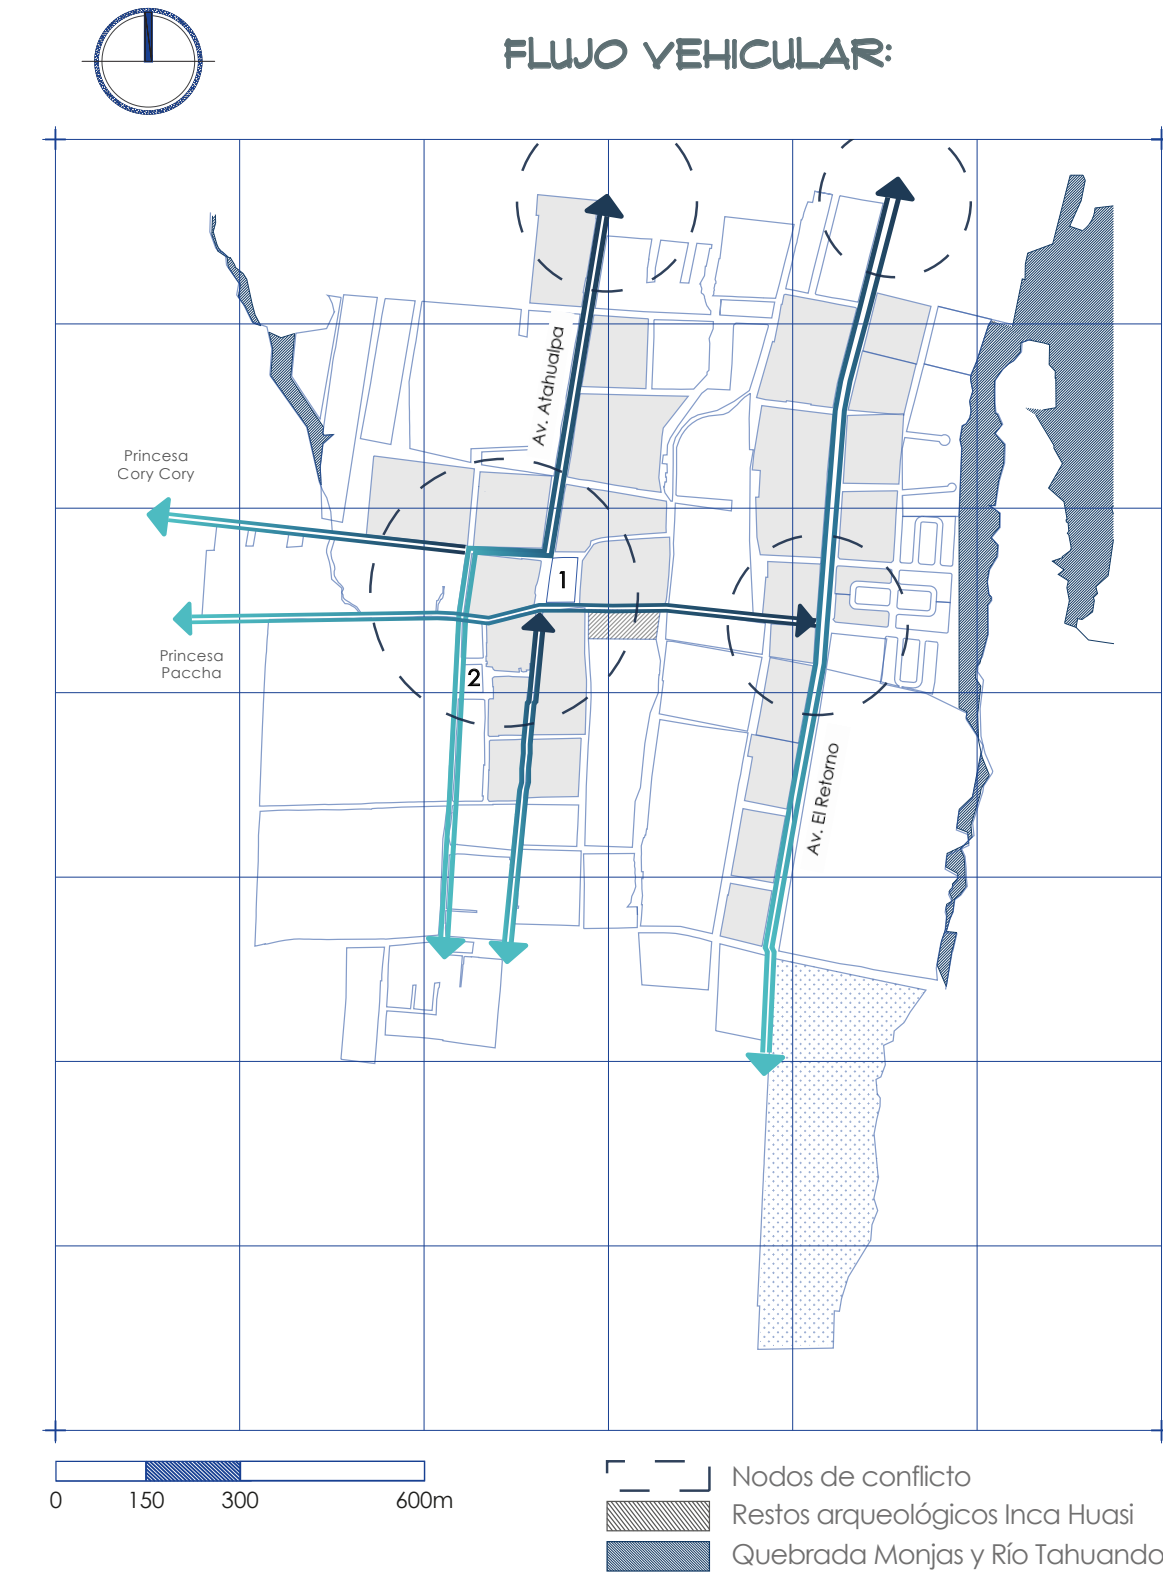 FLUJO VEHICULAR:
Av. Atahualpa
Princesa
Cory Cory
1
Princesa
Paccha
2
Av. El Retorno
0 150 300 600m
Nodos de conflicto
Restos arqueológicos Inca Huasi
Quebrada Monjas y Río Tahuando